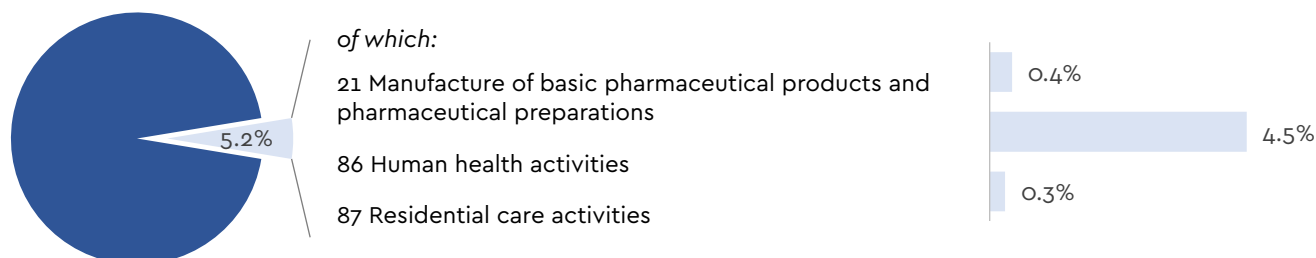 of which:
21 Manufacture of basic pharmaceutical products and
pharmaceutical preparations
86 Human health activities
87 Residential care activities
5.2%
0.4%
4.5%
0.3%